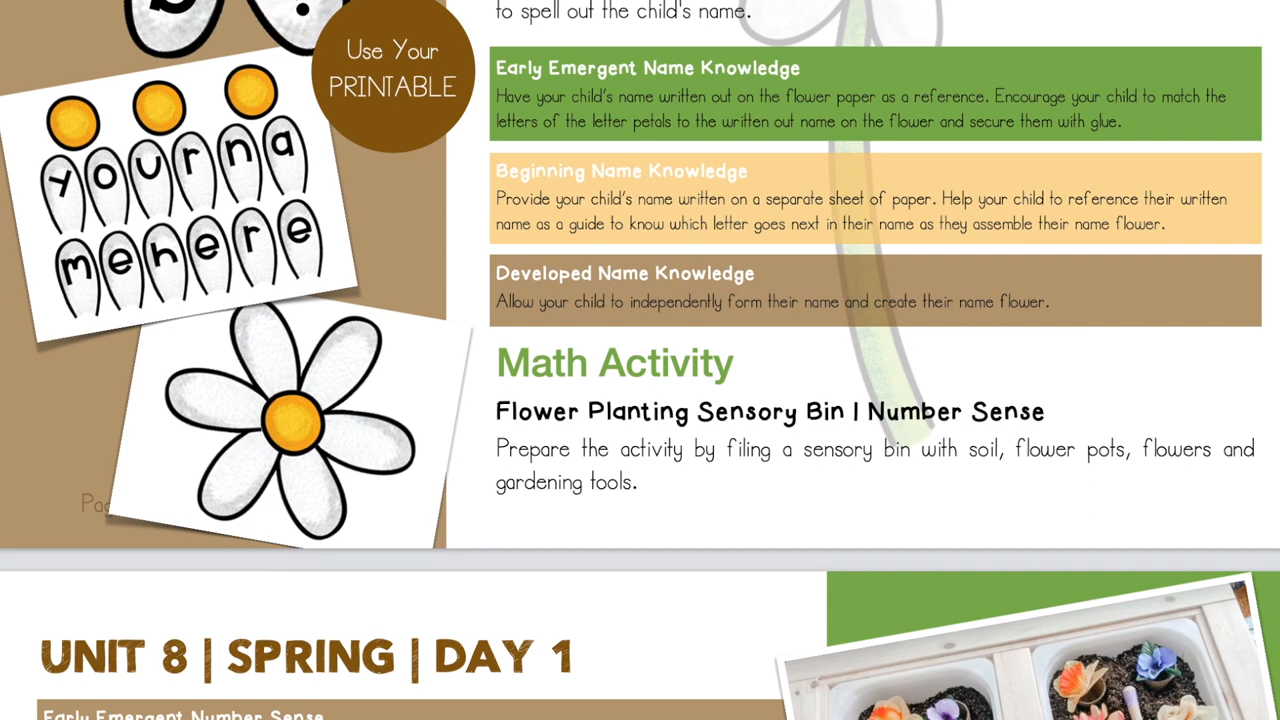 to spell out the child's name.
Use Your
PRINTABLE
y o u r n a
m e h e r e
Early Emergent Name Knowledge
Have your child's name written out on the flower paper as a reference. Encourage your child to match the
letters of the letter petals to the written out name on the flower and secure them with glue.
Beginning Name Knowledge
Provide your child's name written on a separate sheet of paper. Help your child to reference their written
name as a guide to know which letter goes next in their name as they assemble their name flower.
Developed Name Knowledge
Allow your child to independently form their name and create their name flower.
Math Activity
Flower Planting Sensory Bin | Number Sense
Prepare the activity by filing a sensory bin with soil, flower pots, flowers and
gardening tools.
UNIT 8 | SPRING | DAY 1
Early Emergent Number Sense